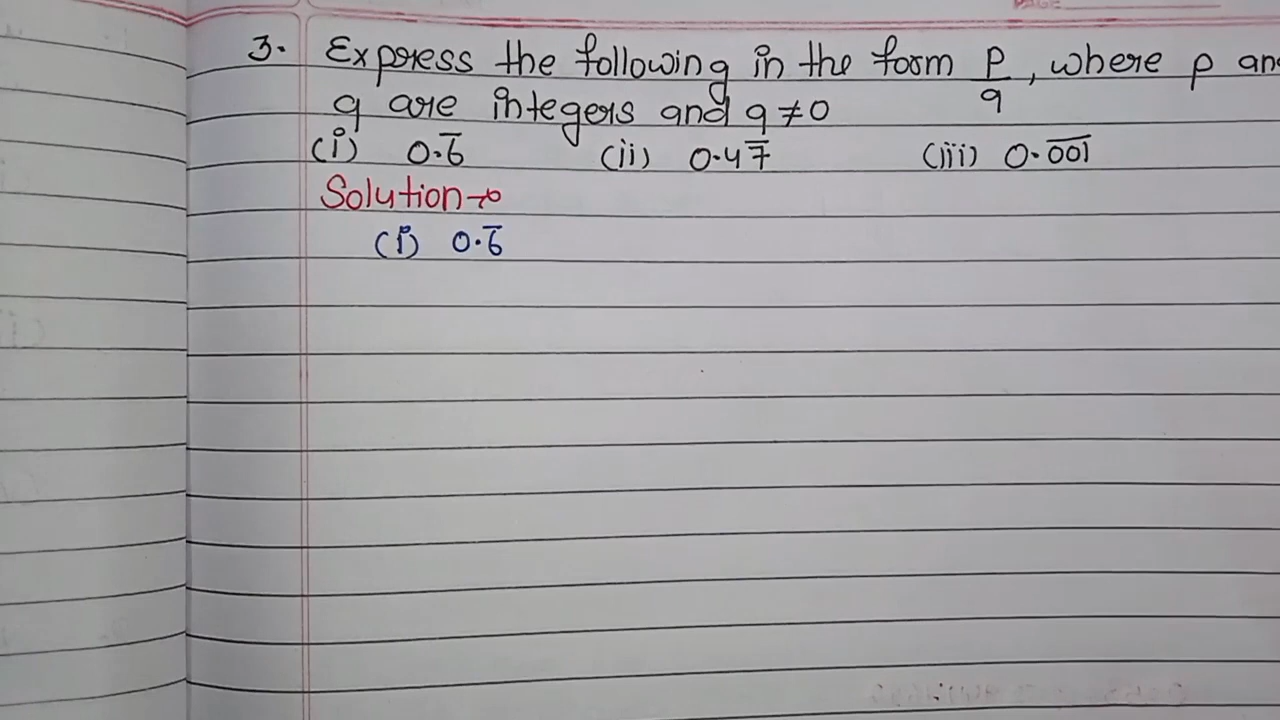 PAGE
3. Express the following in the form p/q, where p an
q are integers and q ≠ 0
(i) 0.6̅ (ii) 0.47̅ (iii) 0.0̅0̅1̅
Solution→
(i) 0.6̅